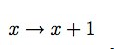 x → x + 1